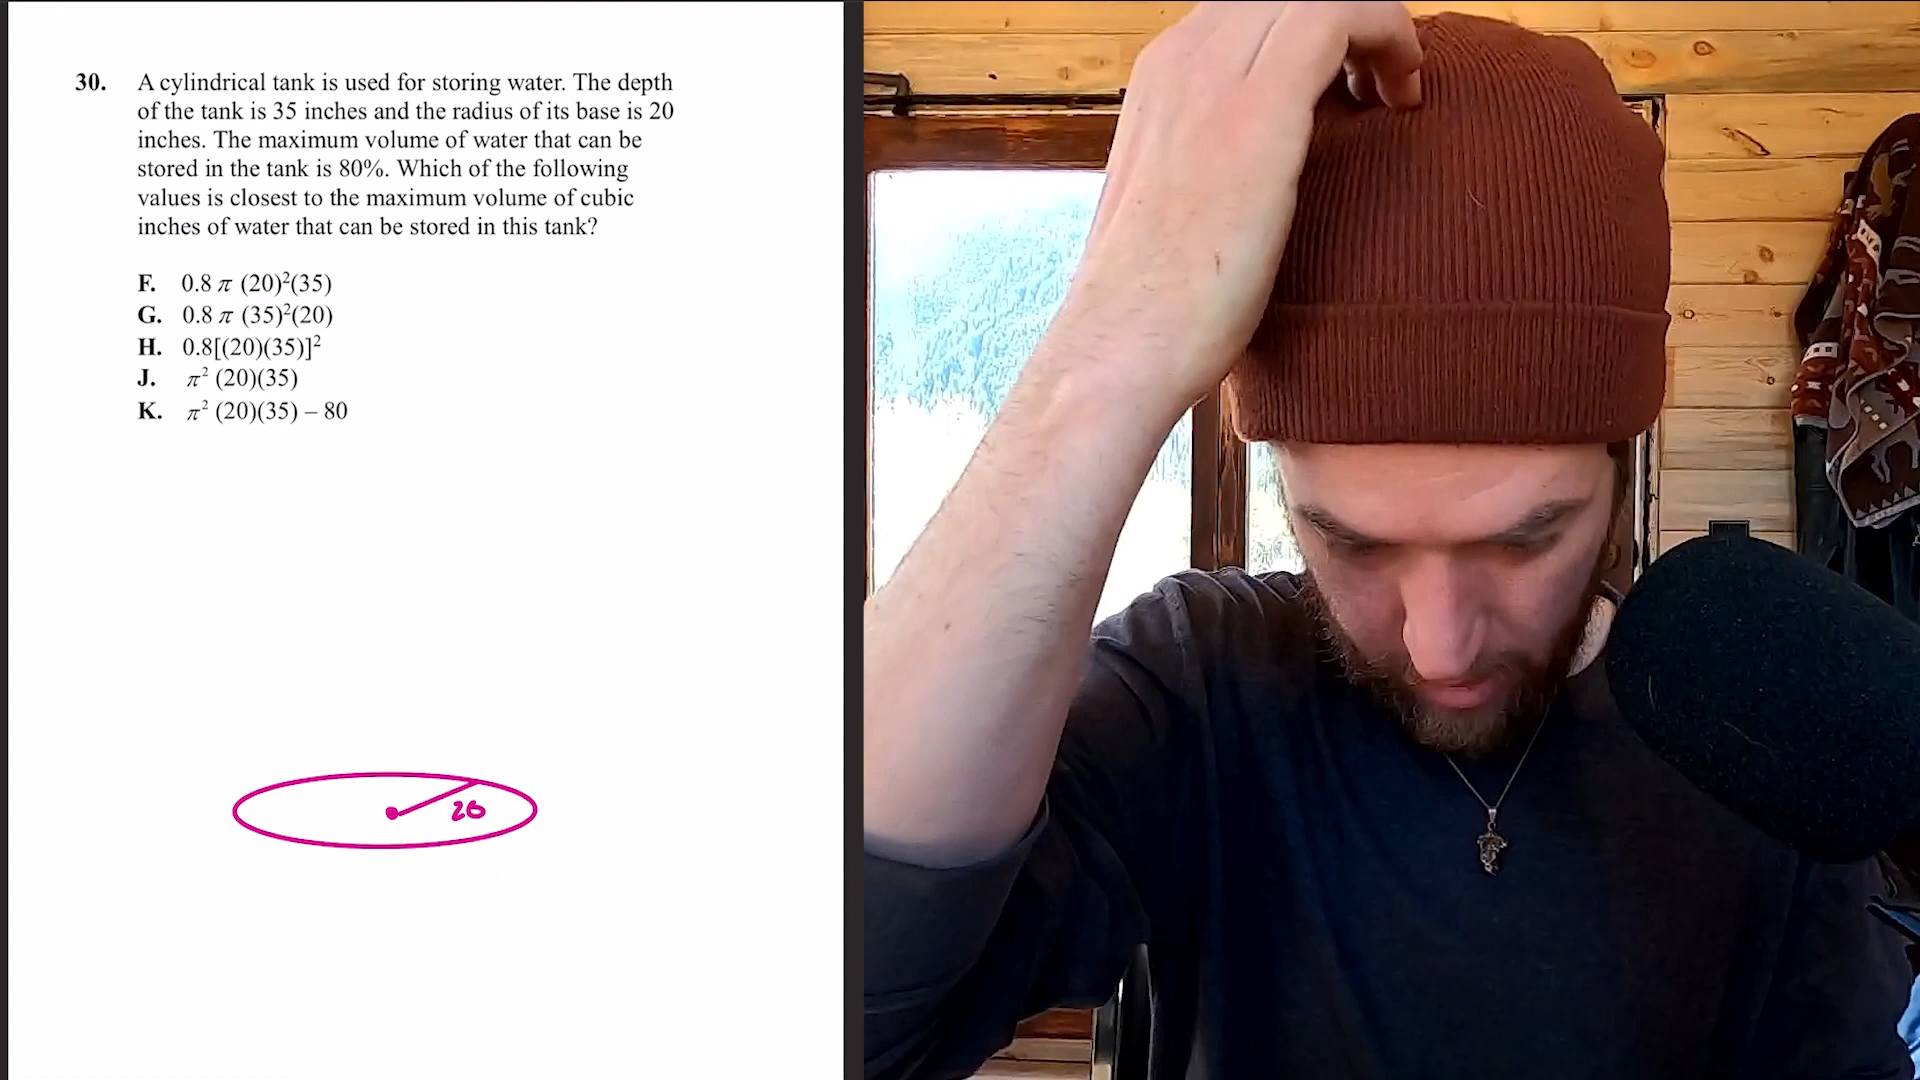 30. A cylindrical tank is used for storing water. The depth
of the tank is 35 inches and the radius of its base is 20
inches. The maximum volume of water that can be
stored in the tank is 80%. Which of the following
values is closest to the maximum volume of cubic
inches of water that can be stored in this tank?
F. 0.8 π (20)²(35)
G. 0.8 π (35)²(20)
H. 0.8[(20)(35)]²
J. π² (20)(35)
K. π² (20)(35) – 80
20